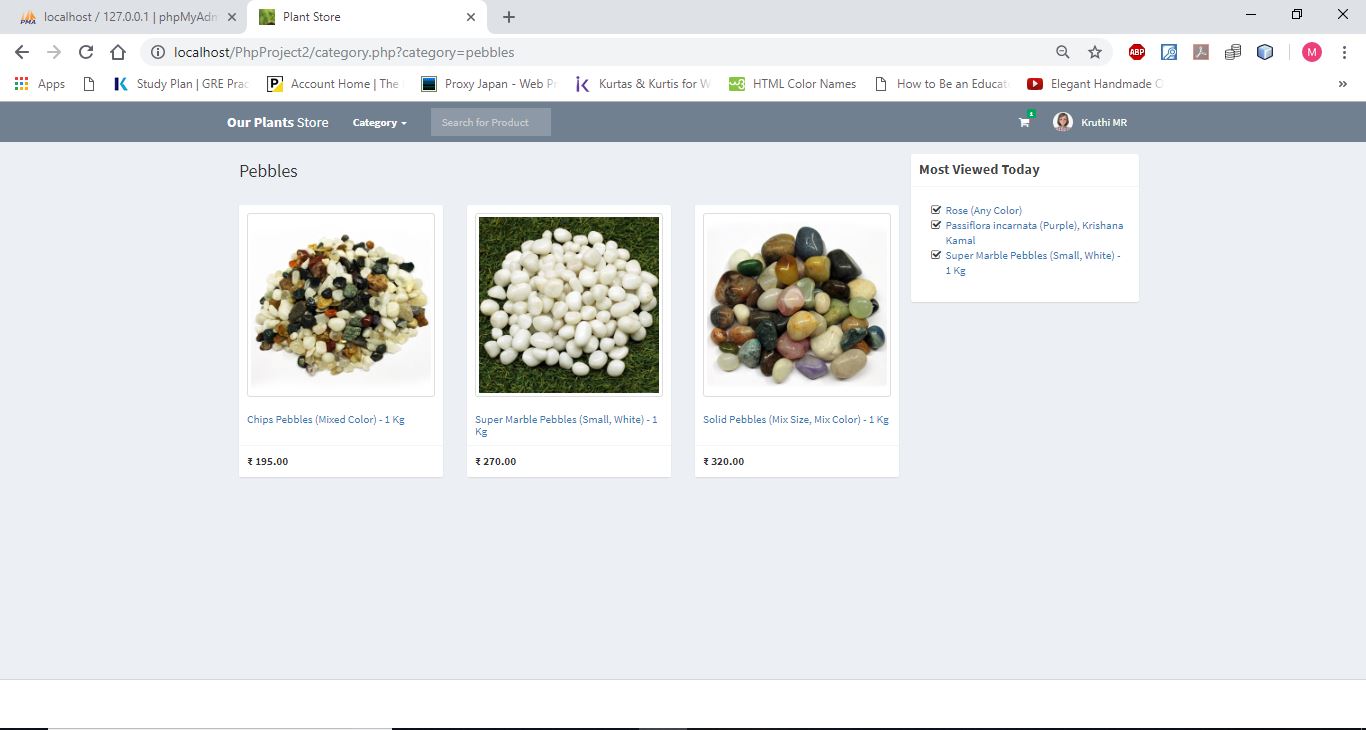 localhost / 127.0.0.1 | phpMyAdm
Plant Store
localhost/PhpProject2/category.php?category=pebbles
ABP
M
Apps
Study Plan | GRE Prac
Account Home | The
Proxy Japan - Web P
Kurtas & Kurtis for W
HTML Color Names
How to Be an Educat
Elegant Handmade C
»
Our Plants Store
Category
Search for Product
1
Kruthi MR
Pebbles
Most Viewed Today
Rose (Any Color)
Passiflora incarnata (Purple), Krishana
Kamal
Super Marble Pebbles (Small, White) -
1 Kg
Chips Pebbles (Mixed Color) - 1 Kg
₹ 195.00
Super Marble Pebbles (Small, White) - 1
Kg
₹ 270.00
Solid Pebbles (Mix Size, Mix Color) - 1 Kg
₹ 320.00